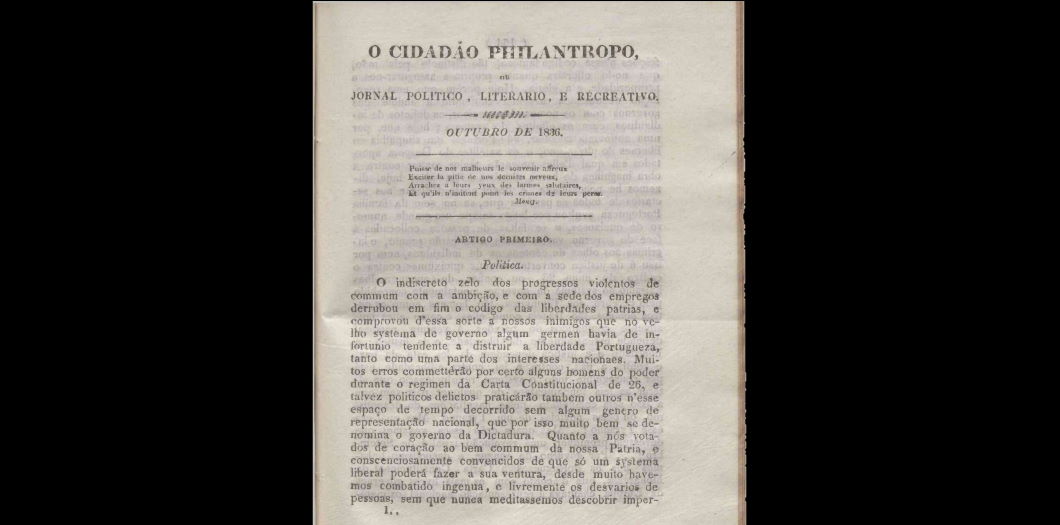 O CIDADÃO PHILANTROPO,
ou
JORNAL POLITICO, LITERARIO, E RECREATIVO.
OUTUBRO DE 1836.
Puisse de nos malheurs le souvenir affreux
Exciter la pitié de nos derniers neveux,
Arracher à leurs yeux des larmes salutaires,
Et qu'ils n'imitent point les crimes de leurs peres.
ARTIGO PRIMEIRO.
Politica.
O indiscreto zelo dos progressos violentos de
commum com a ambição, e com a sede dos empregos
derrubou em fim o codigo das liberdades patrias, e
comprovou d'essa sorte a nossos inimigos que no ve-
lho systema de governo algum germen havia de in-
fortunio tendente a distruir a liberdade Portugueza,
tanto como uma parte dos interesses nacionaes. Mui-
tos erros commettêrão por certo alguns homens do poder
durante o regimen da Carta Constitucional de 26, e
talvez politicos delictos praticárão tambem outros n'esse
espaço de tempo decorrido sem algum genero de
representação nacional, que por isso muito bem se de-
nomina o governo da Dictadura. Quanto a nós vota-
dos de coração ao bem commum da nossa Patria, e
conscenciosamente convencidos de que só um systema
liberal poderá fazer a sua ventura, desde muito have-
mos combatido ingenua, e livremente os desvarios de
pessoas, sem que nunca meditassemos descobrir imper-
1..